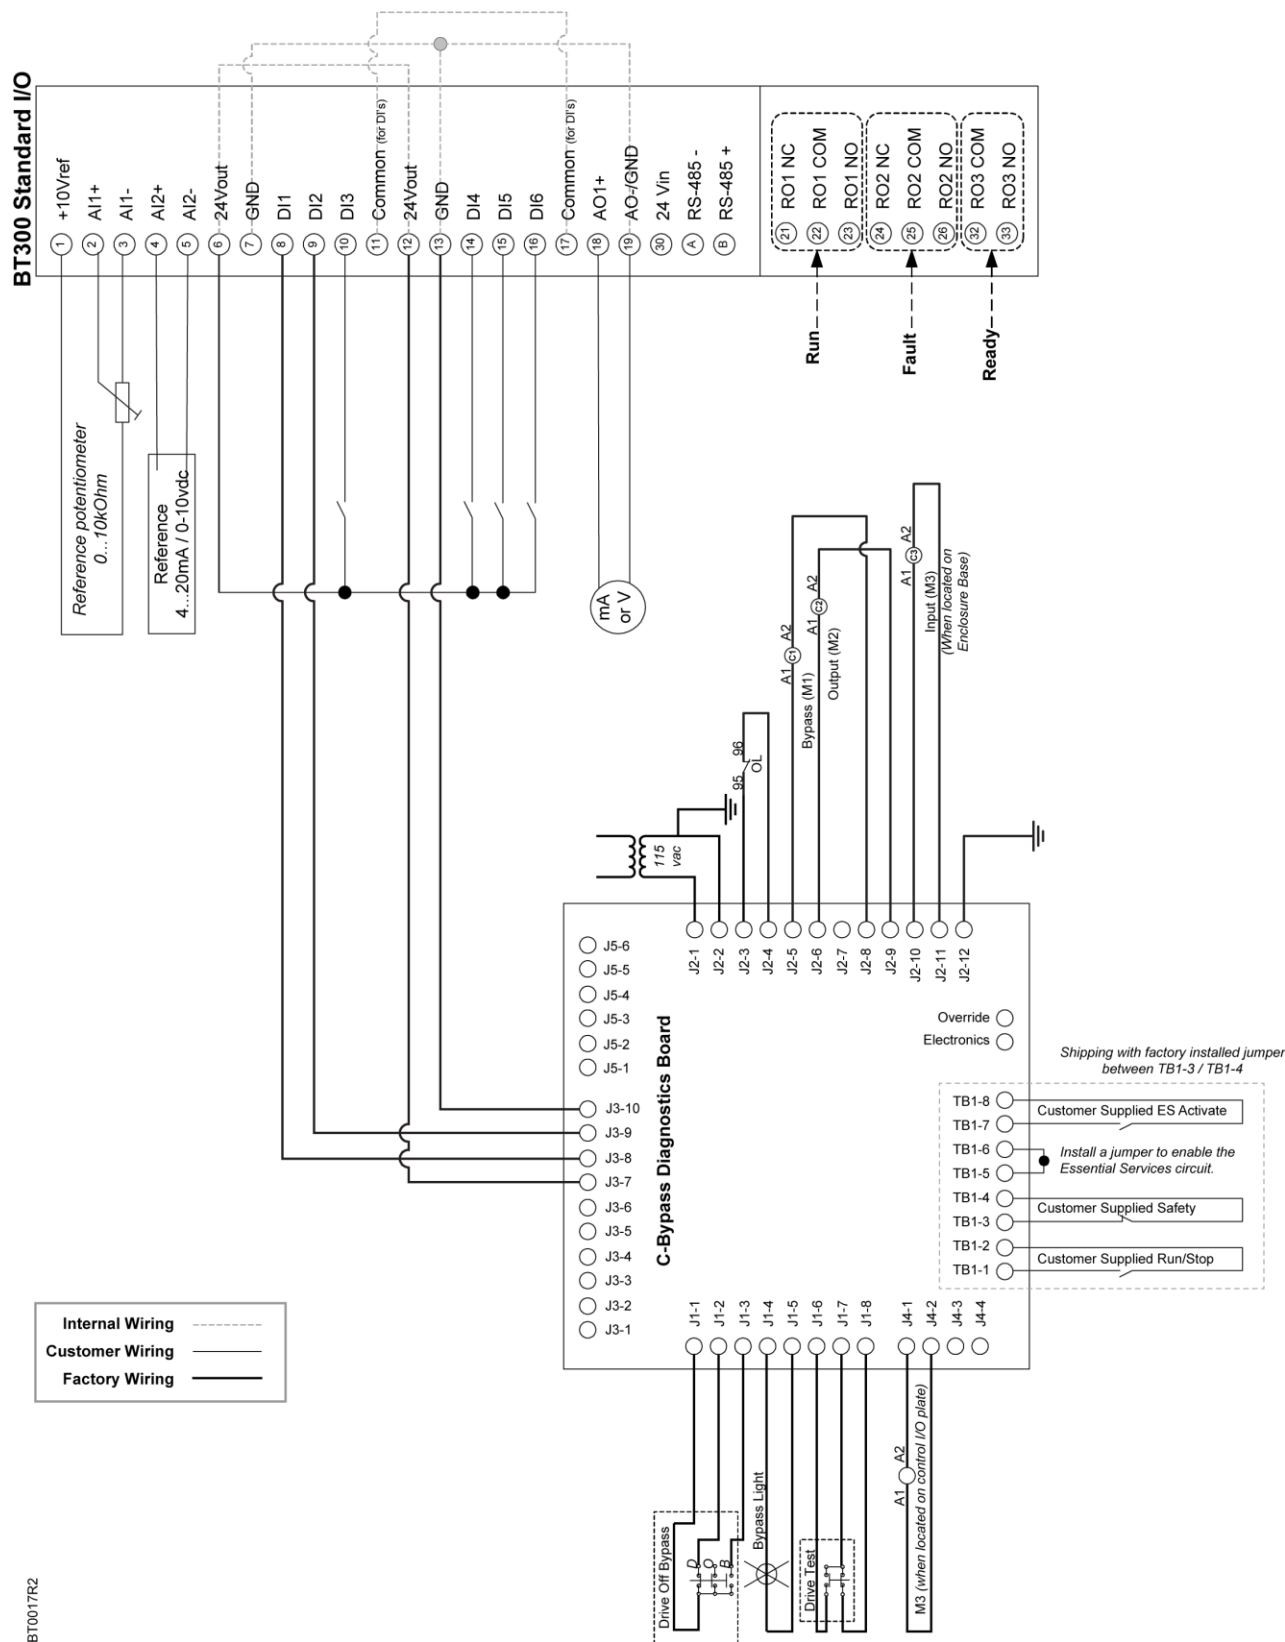 BT300 Standard I/O
1 +10Vref
2 AI1+
3 AI1-
4 AI2+
5 AI2-
6 24Vout
7 GND
8 DI1
9 DI2
10 DI3
11 Common (for DI's)
12 24Vout
13 GND
14 DI4
15 DI5
16 DI6
17 Common (for DI's)
18 AO1+
19 AO-/GND
30 24 Vin
A RS-485 -
B RS-485 +
21 RO1 NC
22 RO1 COM
23 RO1 NO
24 RO2 NC
25 RO2 COM
26 RO2 NO
32 RO3 COM
33 RO3 NO
Run
Fault
Ready
Reference potentiometer
0...10kOhm
Reference
4...20mA / 0-10vdc
mA
or V
115
vac
95 96
OL
A1 C1 A2
Bypass (M1)
A1 C2 A2
Output (M2)
A1 C3 A2
Input (M3)
(When located on
Enclosure Base)
J2-1
J2-2
J2-3
J2-4
J2-5
J2-6
J2-7
J2-8
J2-9
J2-10
J2-11
J2-12
J5-6
J5-5
J5-4
J5-3
J5-2
J5-1
J3-10
J3-9
J3-8
J3-7
J3-6
J3-5
J3-4
J3-3
J3-2
J3-1
C-Bypass Diagnostics Board
Override
Electronics
Shipping with factory installed jumper
between TB1-3 / TB1-4
TB1-8
TB1-7
TB1-6
TB1-5
TB1-4
TB1-3
TB1-2
TB1-1
Customer Supplied ES Activate
Install a jumper to enable the
Essential Services circuit.
Customer Supplied Safety
Customer Supplied Run/Stop
J1-1
J1-2
J1-3
J1-4
J1-5
J1-6
J1-7
J1-8
J4-1
J4-2
J4-3
J4-4
Drive Off Bypass
D
O
B
Bypass Light
Drive Test
A1 A2
M3 (when located on control I/O plate)
Internal Wiring
Customer Wiring
Factory Wiring
BT0017R2